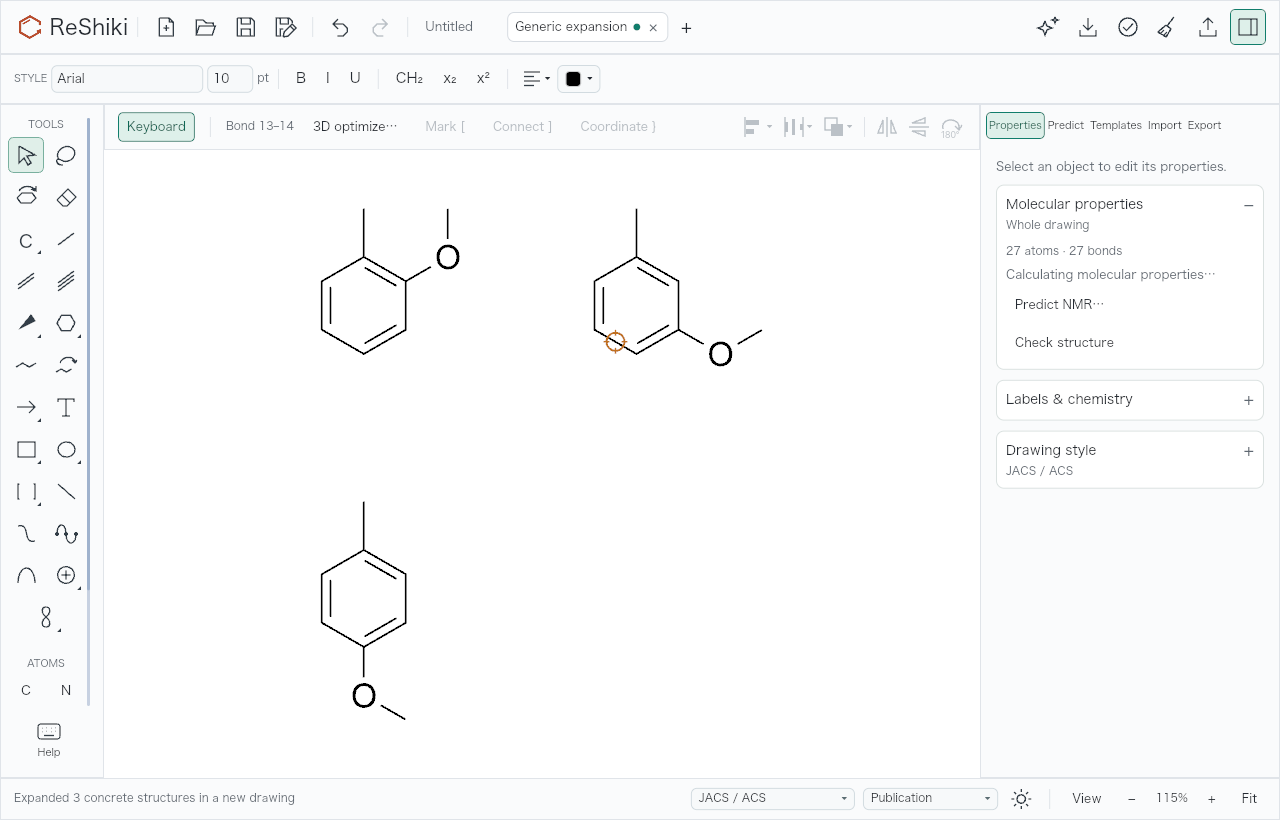 ReShiki
Untitled
Generic expansion
STYLE Arial 10 pt B I U CH₂ x₂ x²
TOOLS
Keyboard Bond 13–14 3D optimize… Mark [ Connect ] Coordinate } 180°
Properties Predict Templates Import Export
Select an object to edit its properties.
Molecular properties
Whole drawing
27 atoms · 27 bonds
Calculating molecular properties…
Predict NMR…
Check structure
Labels & chemistry
Drawing style
JACS / ACS
C
T
[ ]
ATOMS
C N
Help
O
O
O
Expanded 3 concrete structures in a new drawing
JACS / ACS Publication View − 115% + Fit